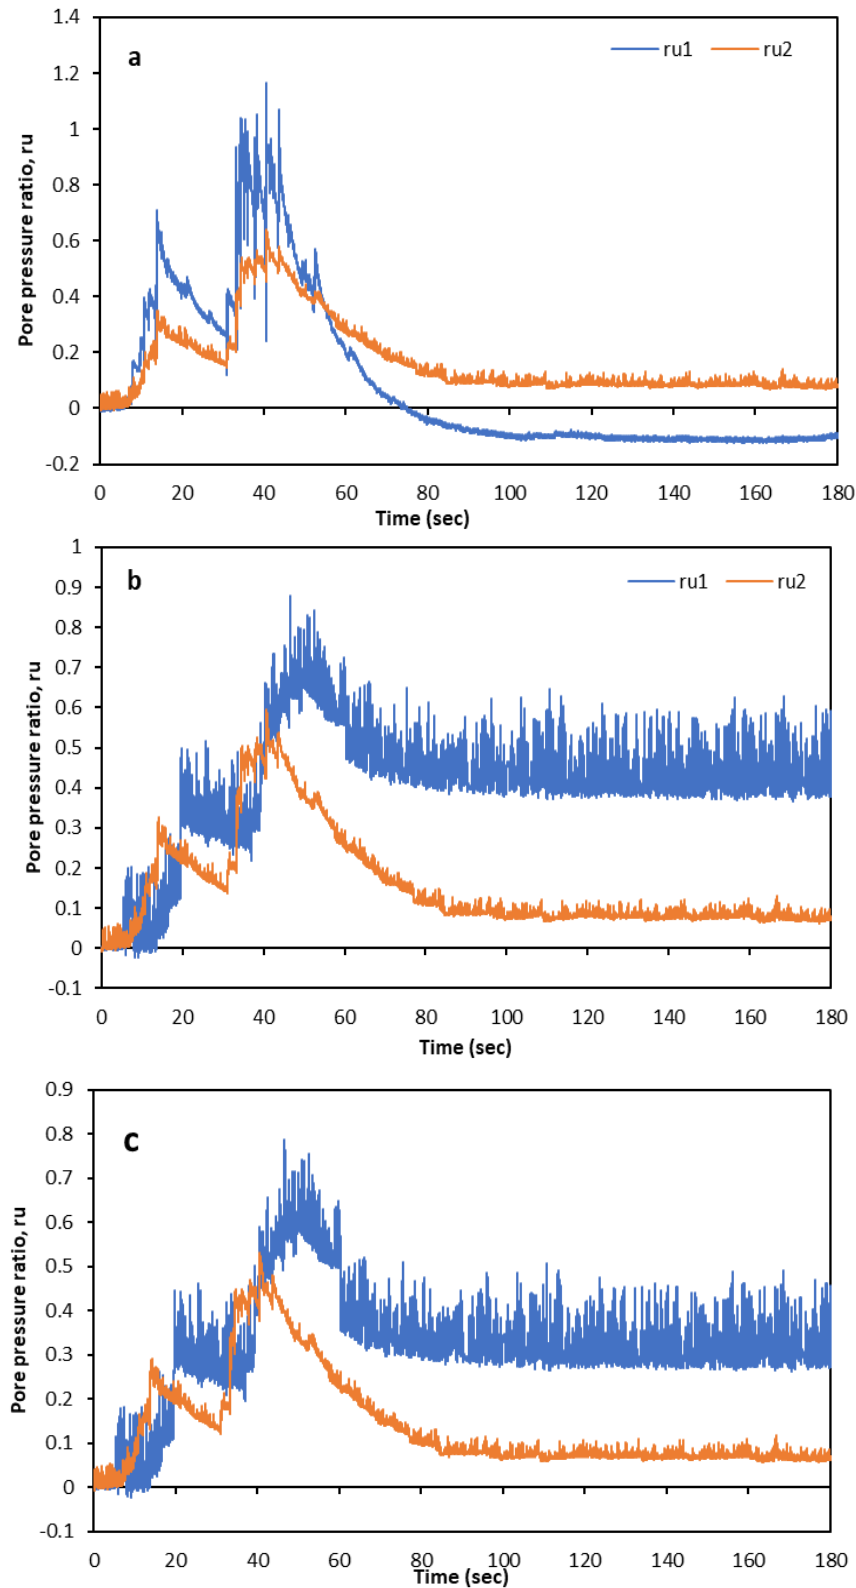 1.4
a
ru1
ru2
1.2
1
0.8
0.6
0.4
0.2
0
-0.2
Pore pressure ratio, ru
0 20 40 60 80 100 120 140 160 180
Time (sec)
1
b
ru1
ru2
0.9
0.8
0.7
0.6
0.5
0.4
0.3
0.2
0.1
0
-0.1
Pore pressure ratio, ru
0 20 40 60 80 100 120 140 160 180
Time (sec)
0.9
c
0.8
0.7
0.6
0.5
0.4
0.3
0.2
0.1
0
-0.1
Pore pressure ratio, ru
0 20 40 60 80 100 120 140 160 180
Time (sec)